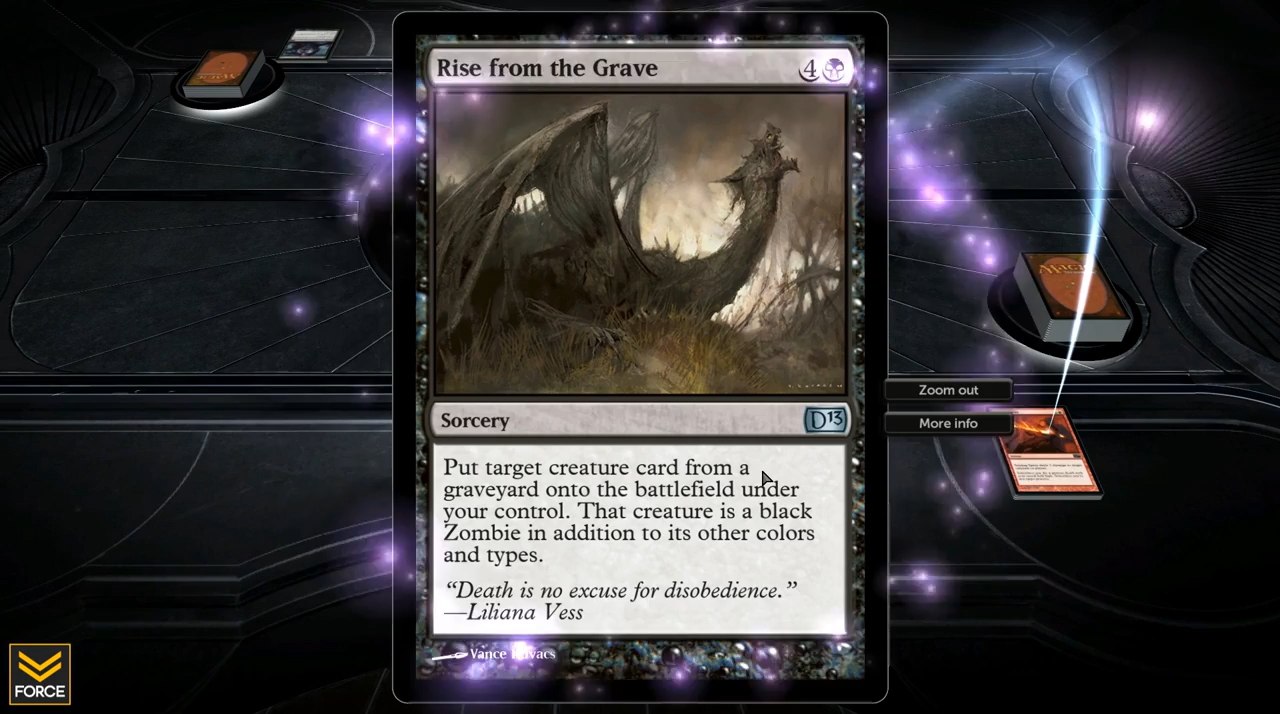 Rise from the Grave
4
Sorcery
D13
Put target creature card from a
graveyard onto the battlefield under
your control. That creature is a black
Zombie in addition to its other colors
and types.
“Death is no excuse for disobedience.”
—Liliana Vess
Vance Kovacs
Zoom out
More info
MAGIC
FORCE